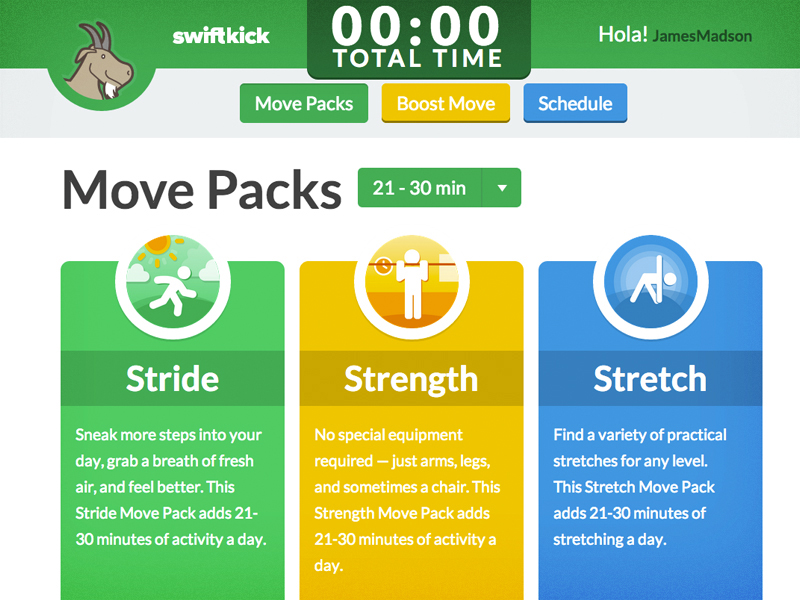 swiftkick
00:00
TOTAL TIME
Hola! JamesMadson
Move Packs
Boost Move
Schedule
Move Packs
21 - 30 min
Stride
Sneak more steps into your
day, grab a breath of fresh
air, and feel better. This
Stride Move Pack adds 21-
30 minutes of activity a day.
Strength
No special equipment
required — just arms, legs,
and sometimes a chair. This
Strength Move Pack adds
21-30 minutes of activity a
day.
Stretch
Find a variety of practical
stretches for any level.
This Stretch Move Pack
adds 21-30 minutes of
stretching a day.